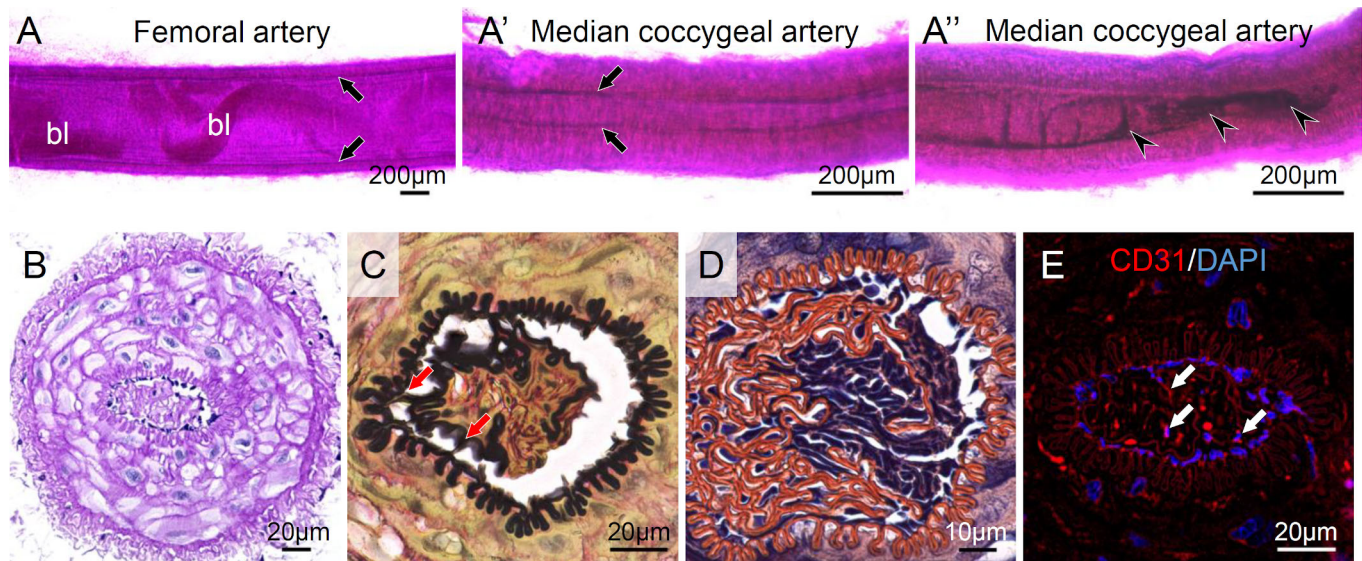 A Femoral artery
bl
bl
200µm
A' Median coccygeal artery
200µm
A'' Median coccygeal artery
200µm
B
20µm
C
20µm
D
10µm
E CD31/DAPI
20µm